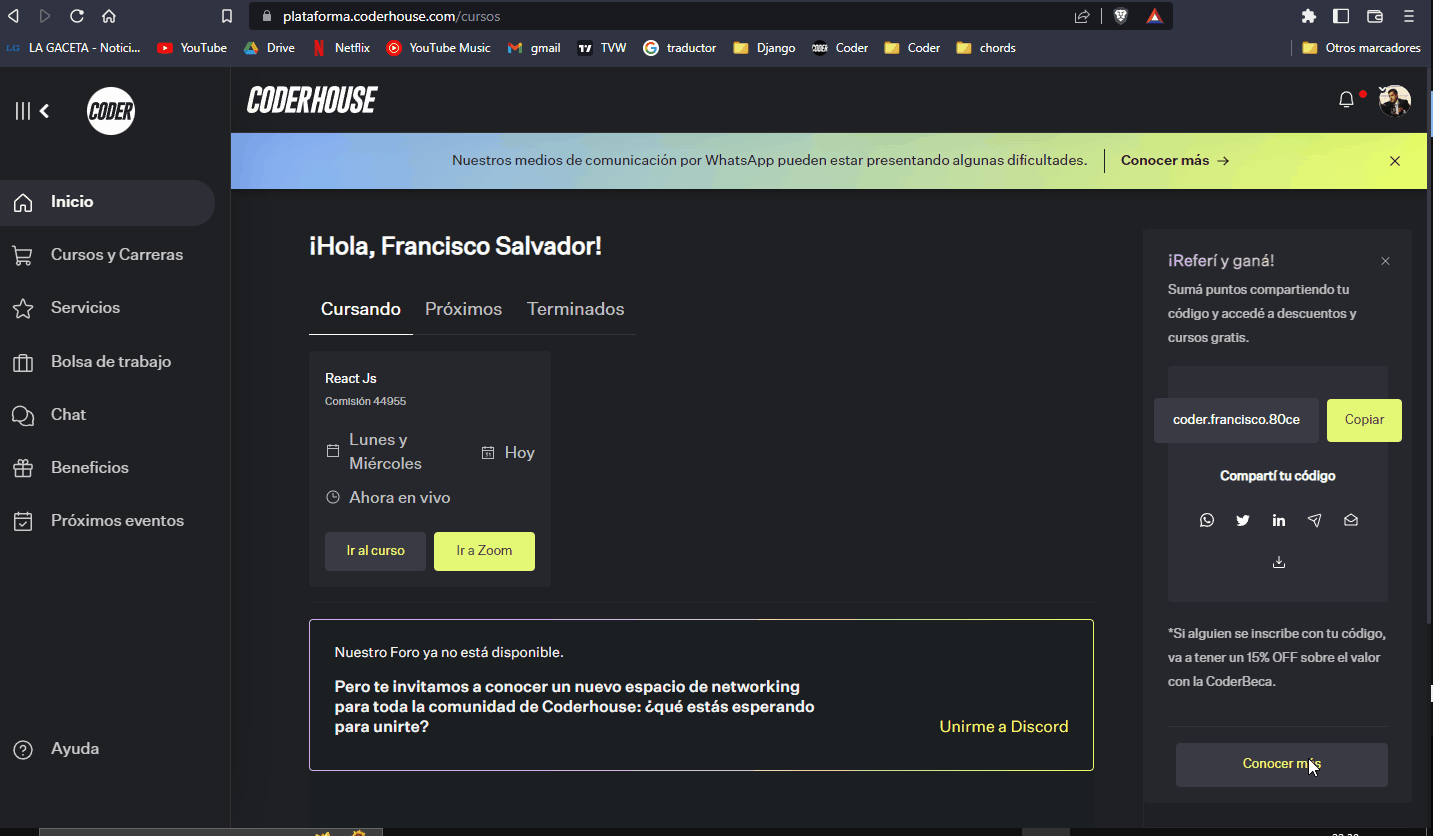 plataforma.coderhouse.com/cursos
LG LA GACETA - Notici... YouTube Drive Netflix YouTube Music gmail TVW traductor Django Coder Coder chords Otros marcadores
CODER
CODERHOUSE
Nuestros medios de comunicación por WhatsApp pueden estar presentando algunas dificultades. Conocer más →
Inicio
Cursos y Carreras
Servicios
Bolsa de trabajo
Chat
Beneficios
Próximos eventos
Ayuda
¡Hola, Francisco Salvador!
Cursando Próximos Terminados
React Js
Comisión 44955
Lunes y
Miércoles
Hoy
Ahora en vivo
Ir al curso Ir a Zoom
Nuestro Foro ya no está disponible.
Pero te invitamos a conocer un nuevo espacio de networking
para toda la comunidad de Coderhouse: ¿qué estás esperando
para unirte?
Unirme a Discord
¡Referí y ganá!
Sumá puntos compartiendo tu
código y accedé a descuentos y
cursos gratis.
coder.francisco.80ce Copiar
Compartí tu código
*Si alguien se inscribe con tu código,
va a tener un 15% OFF sobre el valor
con la CoderBeca.
Conocer más